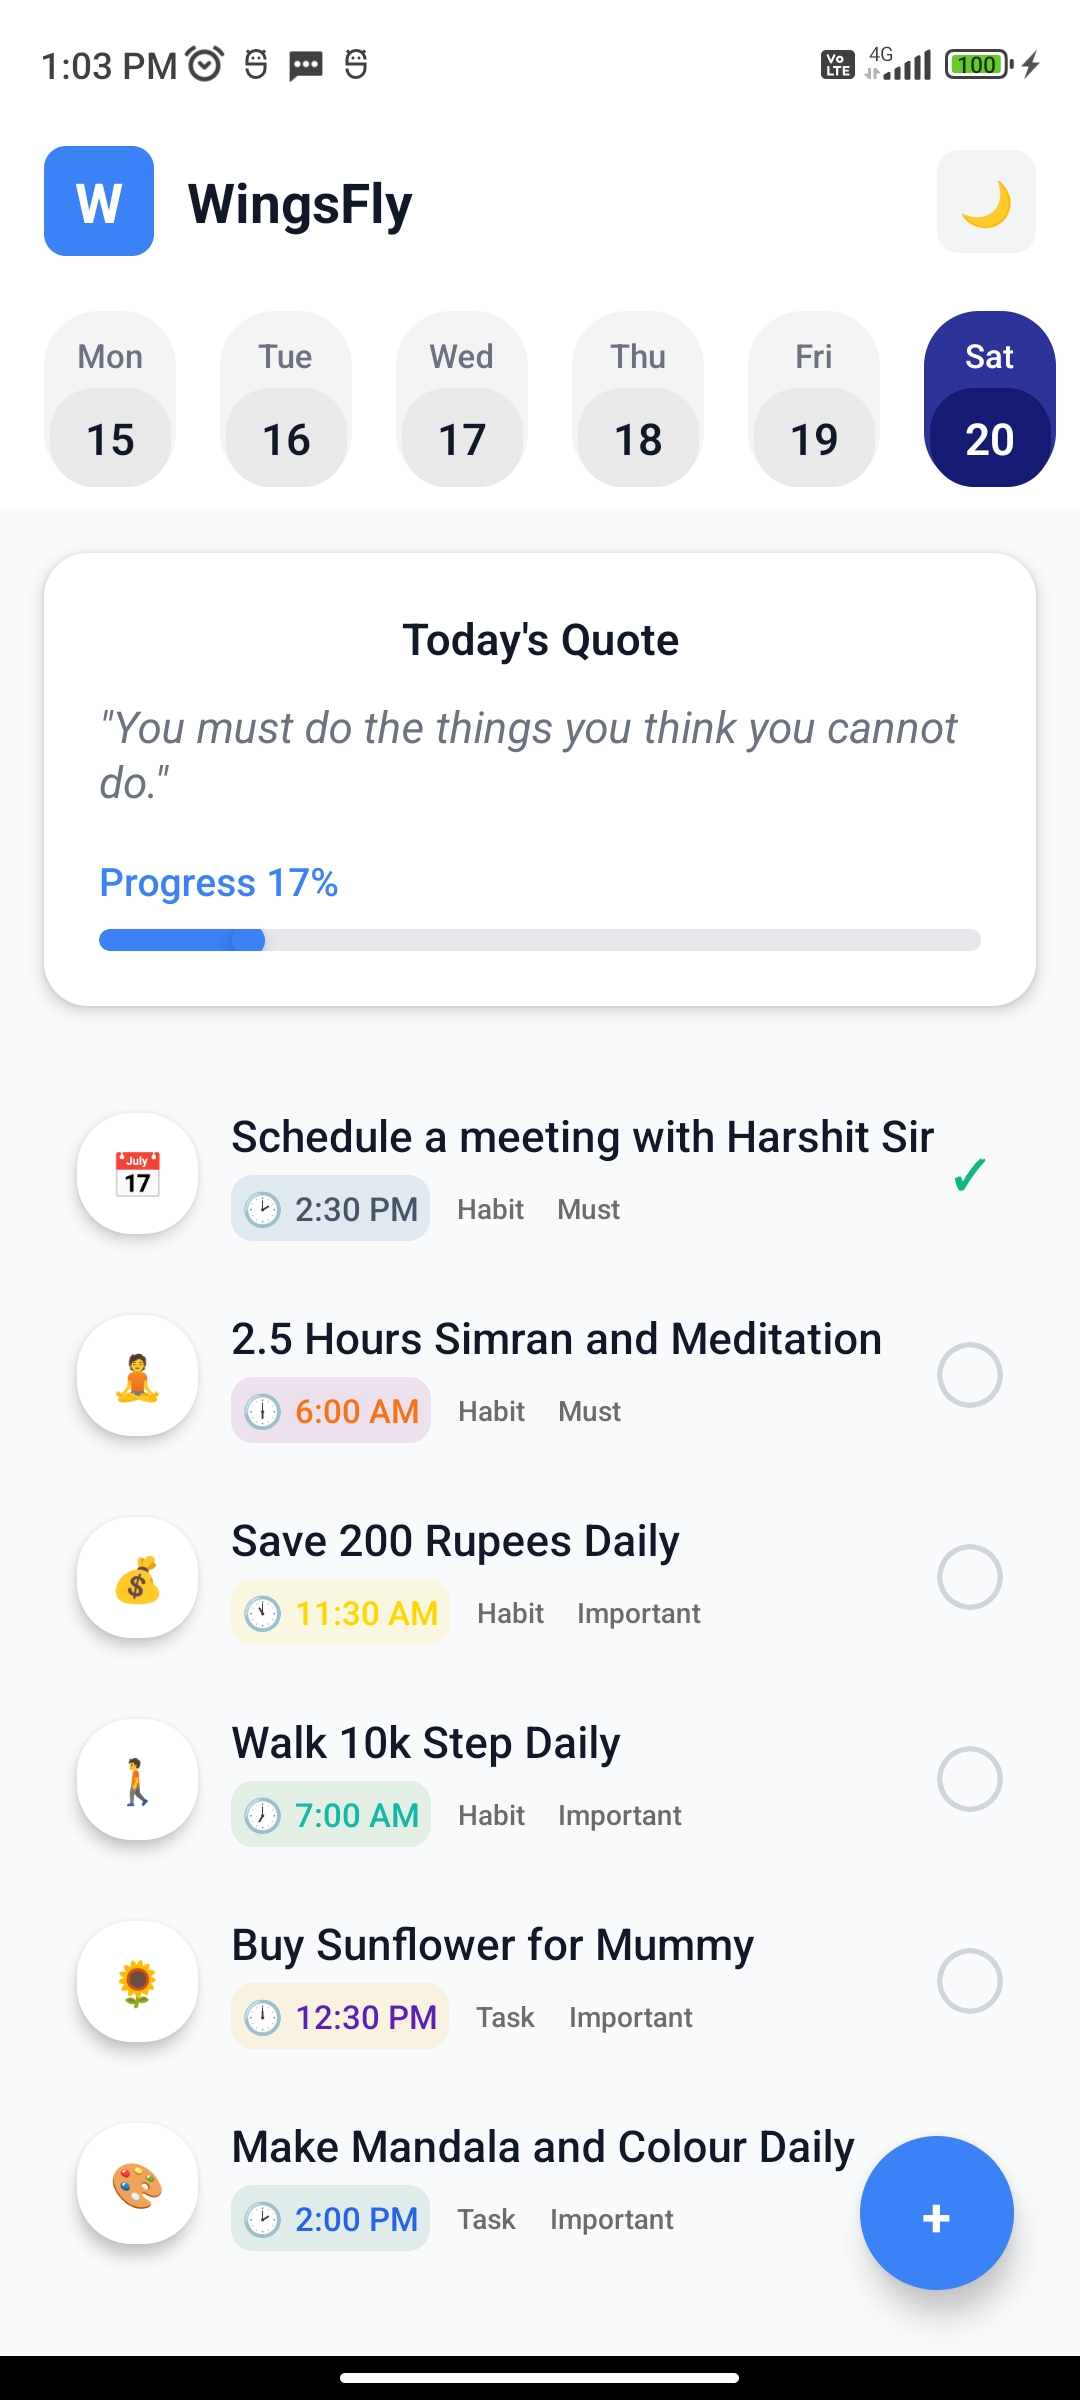 1:03 PM
Vo LTE 4G 100
W WingsFly
Mon Tue Wed Thu Fri Sat
15 16 17 18 19 20
Today's Quote
"You must do the things you think you cannot
do."
Progress 17%
Schedule a meeting with Harshit Sir
July
17
✓
2:30 PM Habit Must
2.5 Hours Simran and Meditation
6:00 AM Habit Must
Save 200 Rupees Daily
11:30 AM Habit Important
Walk 10k Step Daily
7:00 AM Habit Important
Buy Sunflower for Mummy
12:30 PM Task Important
Make Mandala and Colour Daily
2:00 PM Task Important
+